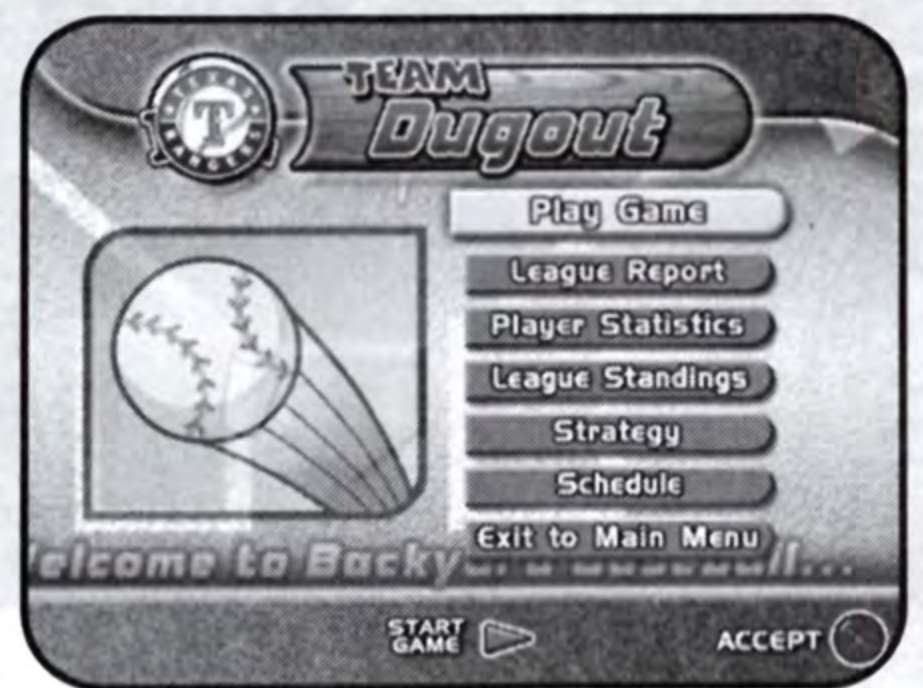 TEXAS RANGERS
T
TEAM
Dugout
Play Game
League Report
Player Statistics
League Standings
Strategy
Schedule
Exit to Main Menu
elcome to Backy
START
GAME
ACCEPT